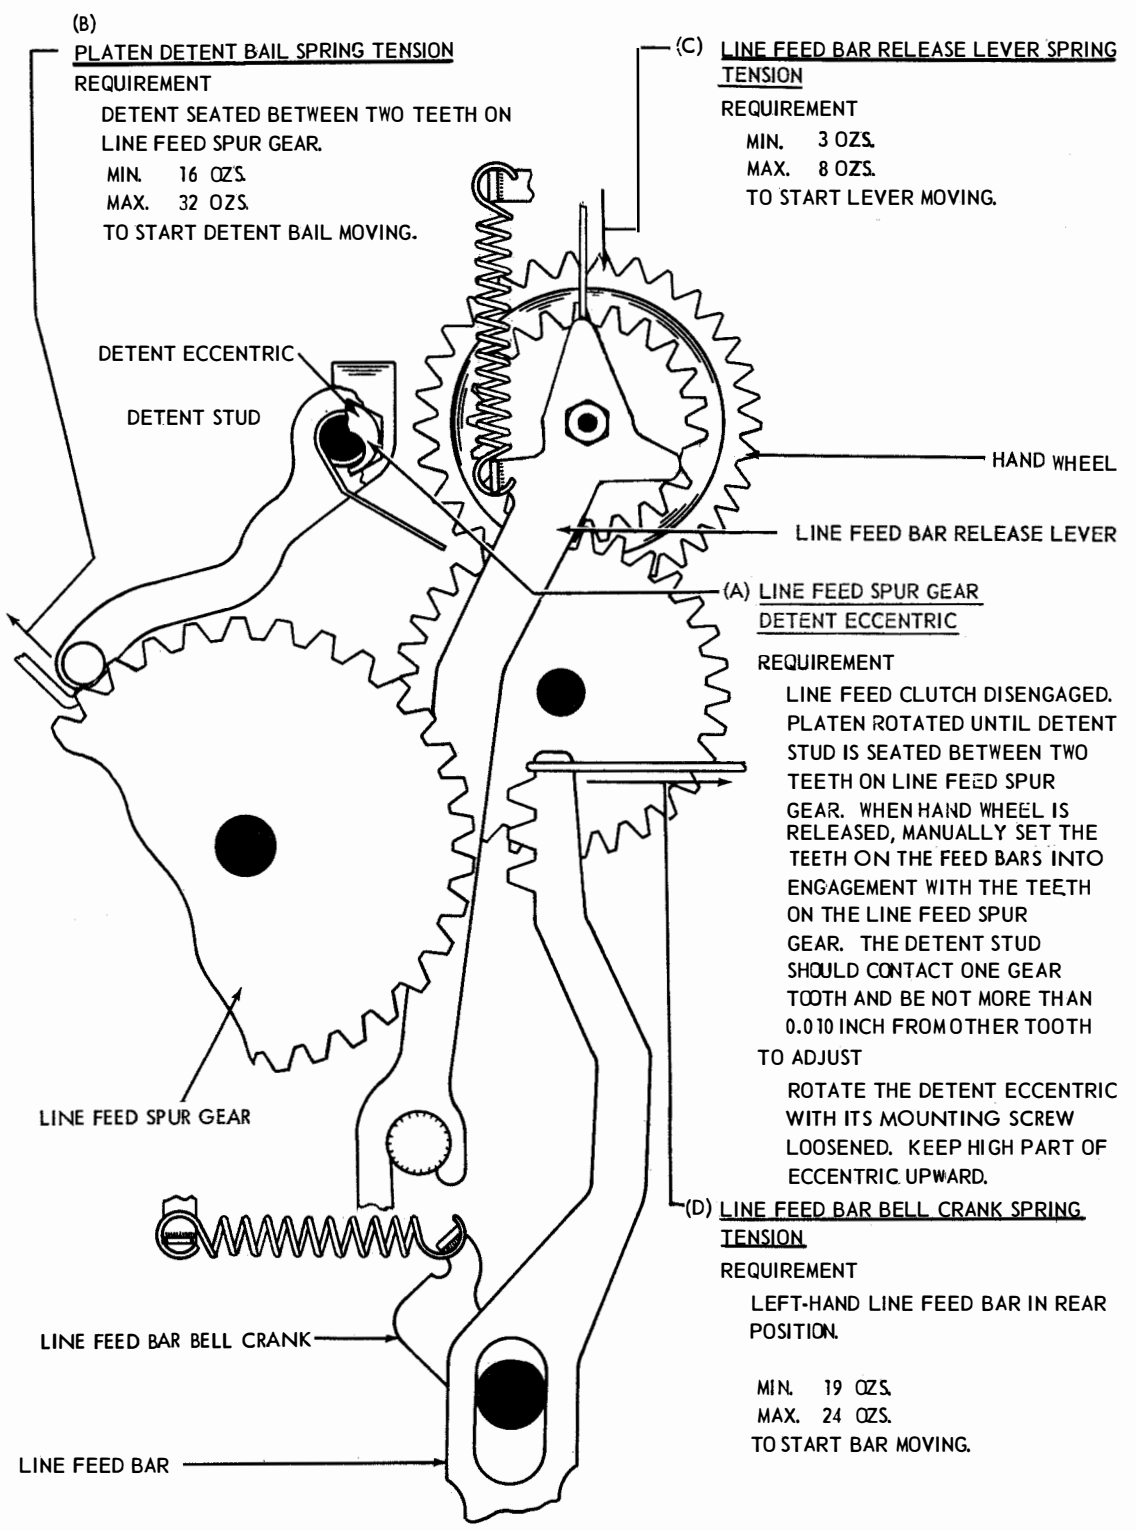 (B)
PLATEN DETENT BAIL SPRING TENSION
REQUIREMENT
DETENT SEATED BETWEEN TWO TEETH ON
LINE FEED SPUR GEAR.
MIN. 16 OZS.
MAX. 32 OZS.
TO START DETENT BAIL MOVING.
(C) LINE FEED BAR RELEASE LEVER SPRING
TENSION
REQUIREMENT
MIN. 3 OZS.
MAX. 8 OZS.
TO START LEVER MOVING.
DETENT ECCENTRIC
DETENT STUD
HAND WHEEL
LINE FEED BAR RELEASE LEVER
(A) LINE FEED SPUR GEAR
DETENT ECCENTRIC
REQUIREMENT
LINE FEED CLUTCH DISENGAGED.
PLATEN ROTATED UNTIL DETENT
STUD IS SEATED BETWEEN TWO
TEETH ON LINE FEED SPUR
GEAR. WHEN HAND WHEEL IS
RELEASED, MANUALLY SET THE
TEETH ON THE FEED BARS INTO
ENGAGEMENT WITH THE TEETH
ON THE LINE FEED SPUR
GEAR. THE DETENT STUD
SHOULD CONTACT ONE GEAR
TOOTH AND BE NOT MORE THAN
0.010 INCH FROM OTHER TOOTH
TO ADJUST
ROTATE THE DETENT ECCENTRIC
WITH ITS MOUNTING SCREW
LOOSENED. KEEP HIGH PART OF
ECCENTRIC UPWARD.
LINE FEED SPUR GEAR
(D) LINE FEED BAR BELL CRANK SPRING
TENSION
REQUIREMENT
LEFT-HAND LINE FEED BAR IN REAR
POSITION.
MIN. 19 OZS.
MAX. 24 OZS.
TO START BAR MOVING.
LINE FEED BAR BELL CRANK
LINE FEED BAR